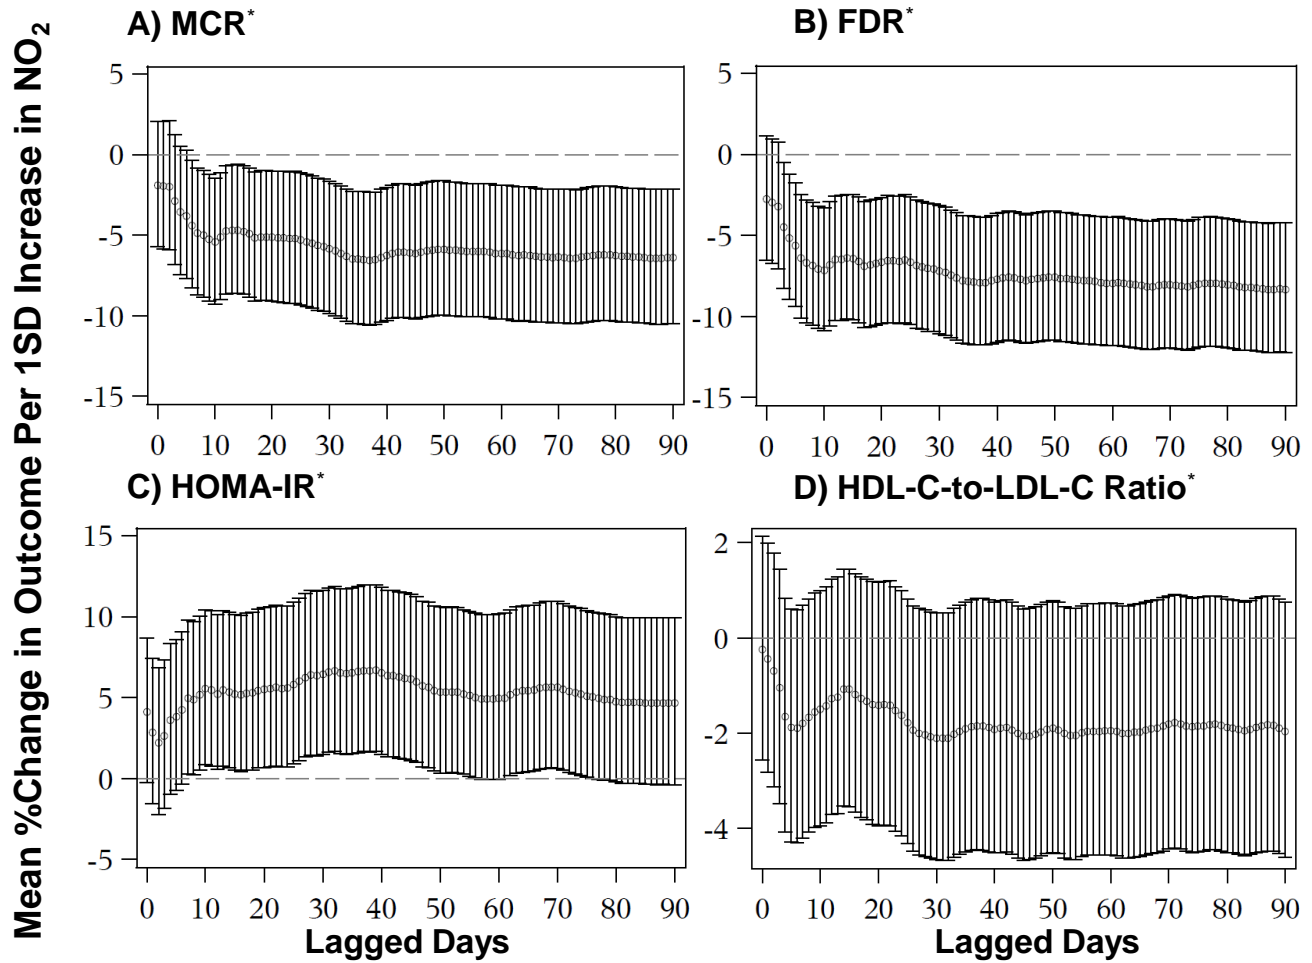 Mean %Change in Outcome Per 1SD Increase in NO₂
A) MCR*
5
0
-5
-10
-15
0 10 20 30 40 50 60 70 80 90
B) FDR*
5
0
-5
-10
-15
0 10 20 30 40 50 60 70 80 90
C) HOMA-IR*
15
10
5
0
-5
0 10 20 30 40 50 60 70 80 90
Lagged Days
D) HDL-C-to-LDL-C Ratio*
2
0
-2
-4
0 10 20 30 40 50 60 70 80 90
Lagged Days